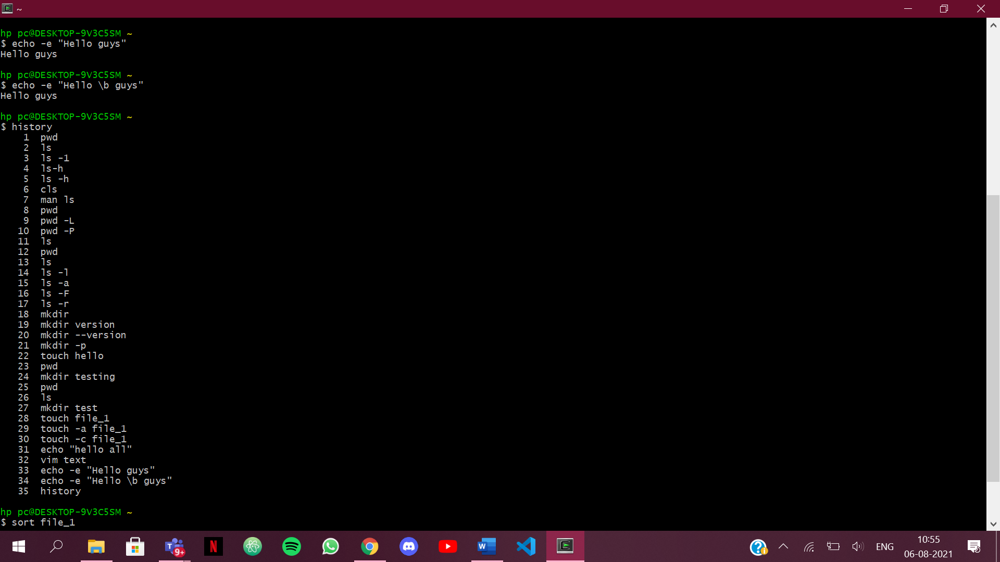 ~
hp pc@DESKTOP-9V3C5SM ~
$ echo -e "Hello guys"
Hello guys
hp pc@DESKTOP-9V3C5SM ~
$ echo -e "Hello \b guys"
Hello guys
hp pc@DESKTOP-9V3C5SM ~
$ history
1 pwd
2 ls
3 ls -1
4 ls-h
5 ls -h
6 cls
7 man ls
8 pwd
9 pwd -L
10 pwd -P
11 ls
12 pwd
13 ls
14 ls -l
15 ls -a
16 ls -F
17 ls -r
18 mkdir
19 mkdir version
20 mkdir --version
21 mkdir -p
22 touch hello
23 pwd
24 mkdir testing
25 pwd
26 ls
27 mkdir test
28 touch file_1
29 touch -a file_1
30 touch -c file_1
31 echo "hello all"
32 vim text
33 echo -e "Hello guys"
34 echo -e "Hello \b guys"
35 history
hp pc@DESKTOP-9V3C5SM ~
$ sort file_1
T 9+ N W ENG 10:55
06-08-2021